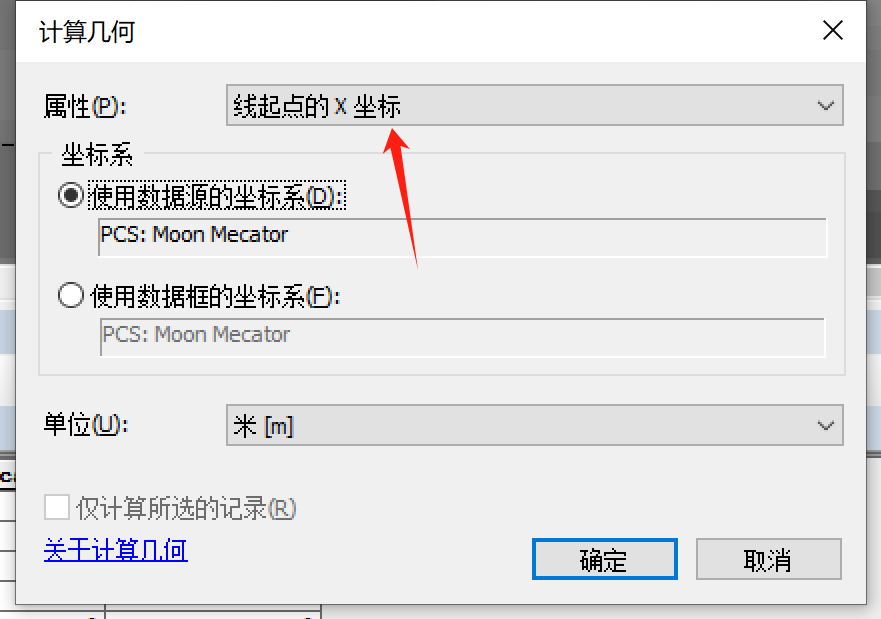 计算几何
属性(P): 线起点的 X 坐标
坐标系
使用数据源的坐标系(D):
PCS: Moon Mecator
使用数据框的坐标系(F):
PCS: Moon Mecator
单位(U): 米 [m]
仅计算所选的记录(R)
关于计算几何
确定 取消